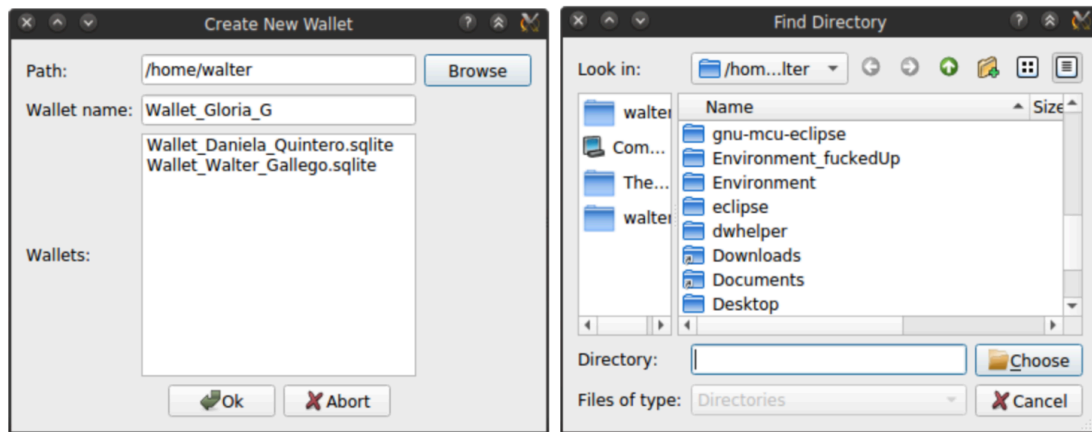 Create New Wallet
Path: /home/walter Browse
Wallet name: Wallet_Gloria_G
Wallet_Daniela_Quintero.sqlite
Wallet_Walter_Gallego.sqlite
Wallets:
Ok Abort
Find Directory
Look in: /hom...lter
walter
Com...
The...
walter
Name Size
gnu-mcu-eclipse
Environment_fuckedUp
Environment
eclipse
dwhelper
Downloads
Documents
Desktop
Directory: Choose
Files of type: Directories Cancel